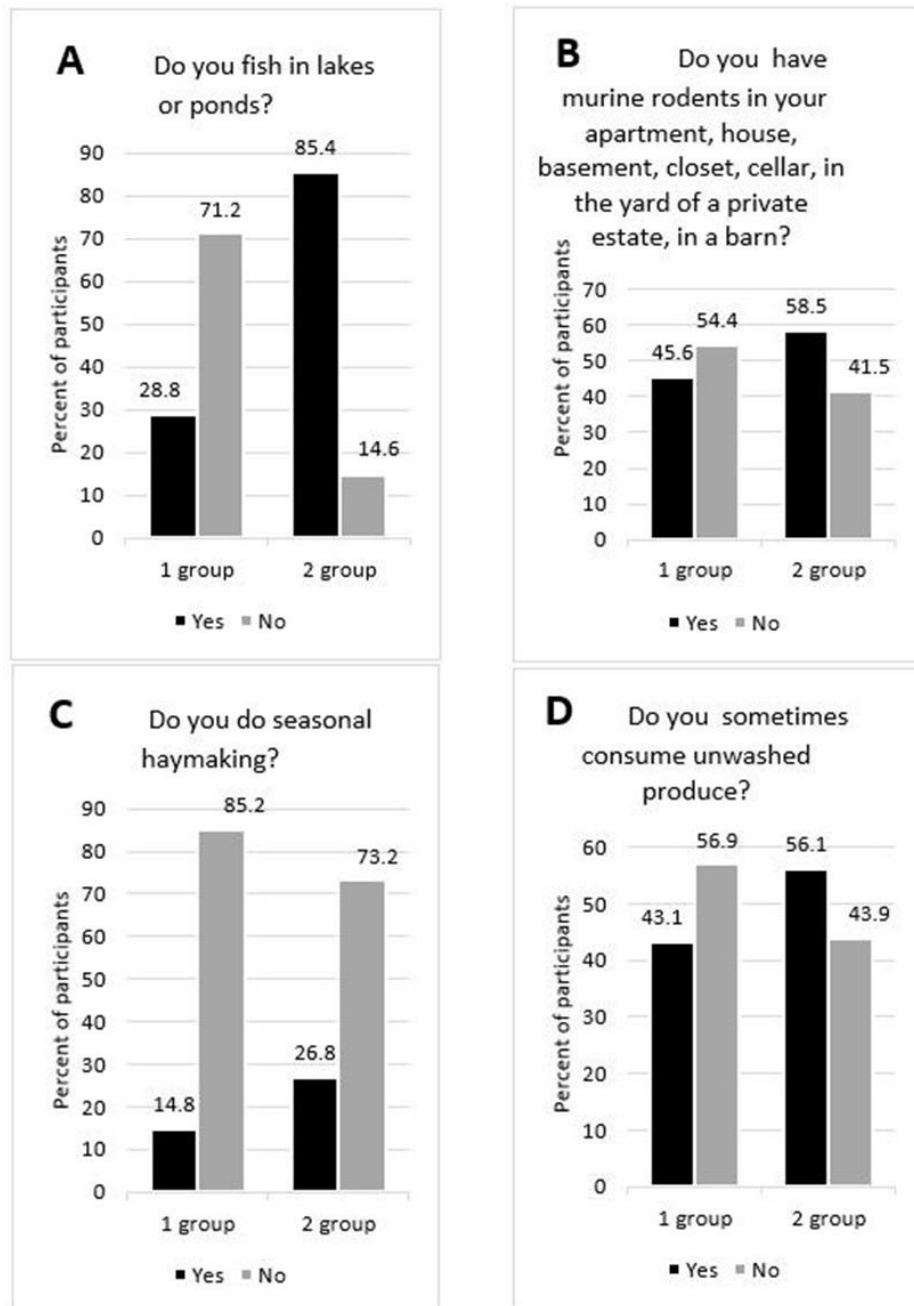 A Do you fish in lakes
or ponds?
Percent of participants
90
80
70
60
50
40
30
20
10
0
28.8
71.2
85.4
14.6
1 group
2 group
Yes No
B Do you have
murine rodents in your
apartment, house,
basement, closet, cellar, in
the yard of a private
estate, in a barn?
Percent of participants
70
60
50
40
30
20
10
0
45.6
54.4
58.5
41.5
1 group
2 group
Yes No
C Do you do seasonal
haymaking?
Percent of participants
90
80
70
60
50
40
30
20
10
0
14.8
85.2
26.8
73.2
1 group
2 group
Yes No
D Do you sometimes
consume unwashed
produce?
Percent of participants
60
50
40
30
20
10
0
43.1
56.9
56.1
43.9
1 group
2 group
Yes No